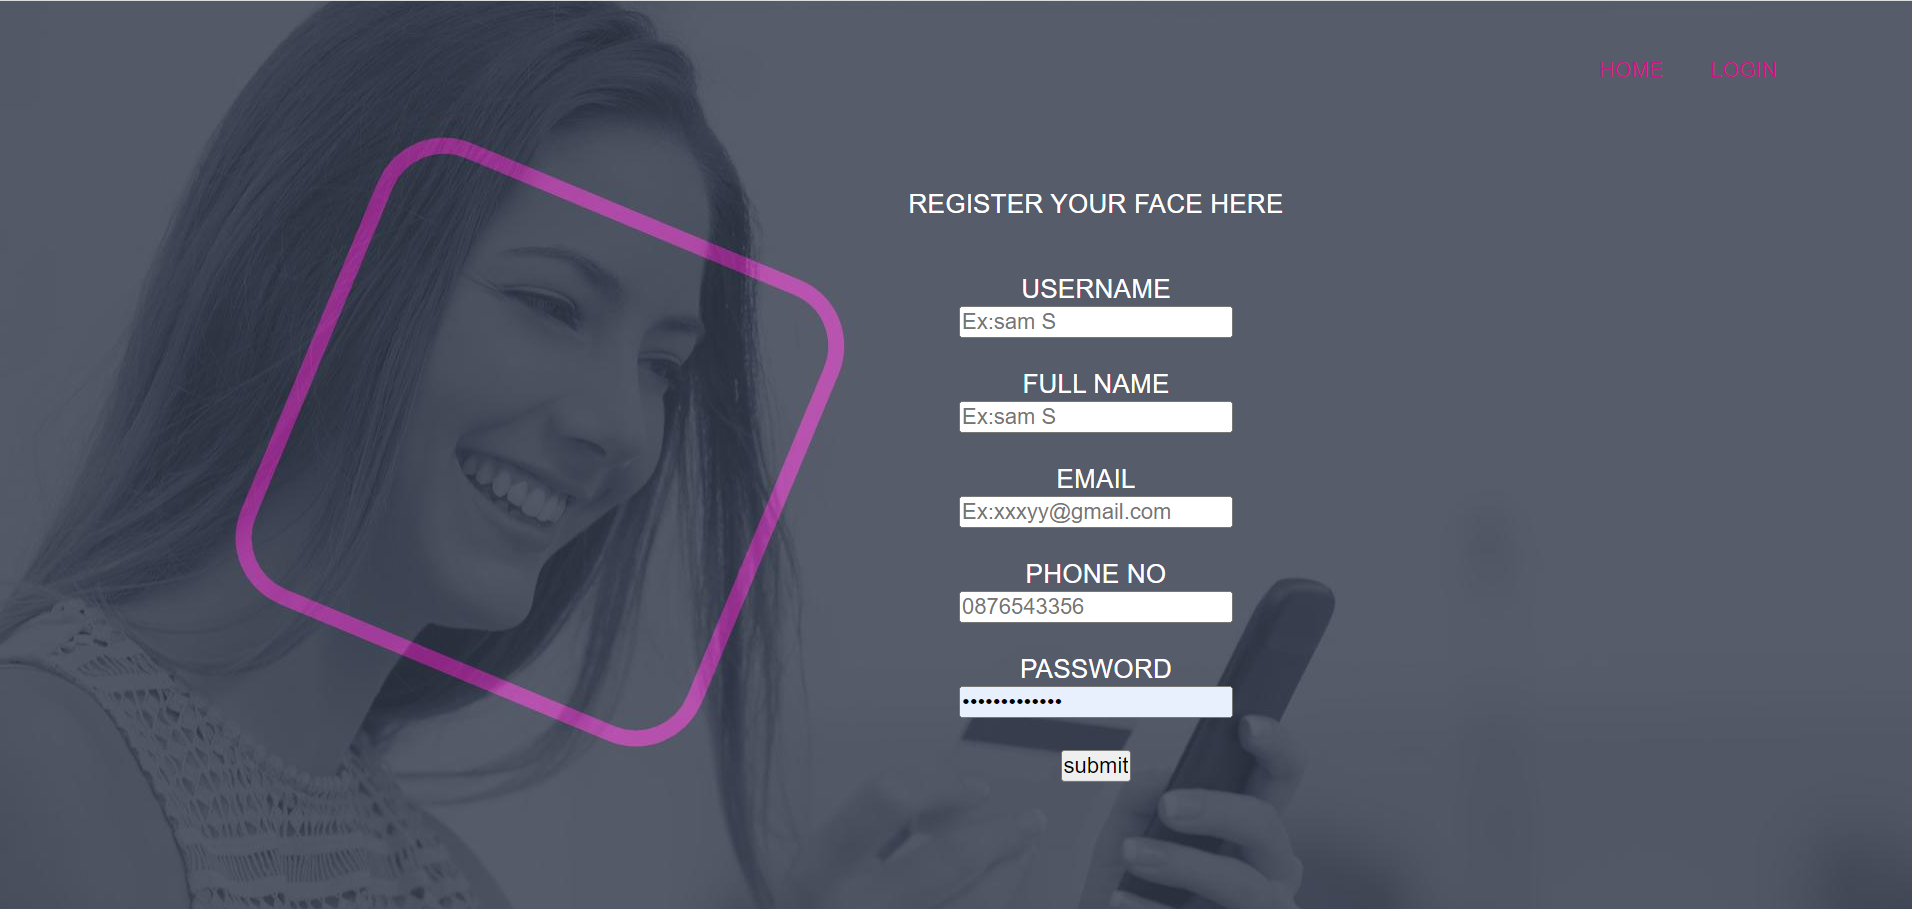 HOME LOGIN
REGISTER YOUR FACE HERE
USERNAME
Ex:sam S
FULL NAME
Ex:sam S
EMAIL
Ex:xxxyy@gmail.com
PHONE NO
0876543356
PASSWORD
•••••••••••••
submit